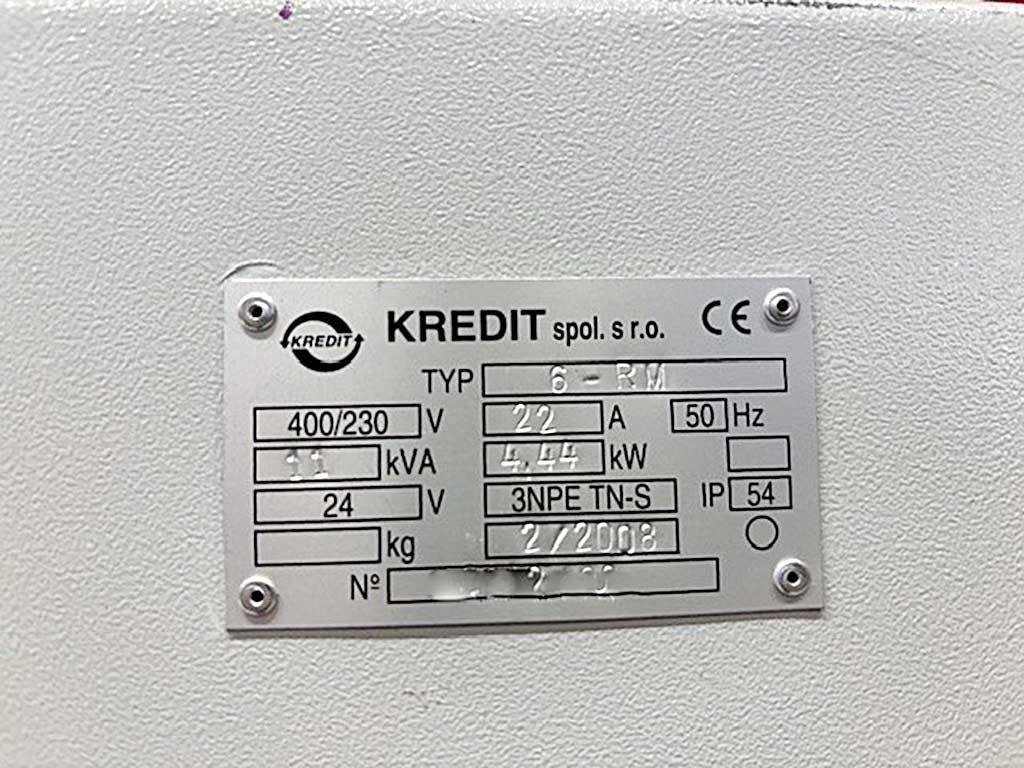 KREDIT KREDIT spol. s r.o. CE
TYP 6-RM
400/230 V 22 A 50 Hz
11 kVA 4,44 kW
24 V 3NPE TN-S IP 54
kg 2/2008
Nº